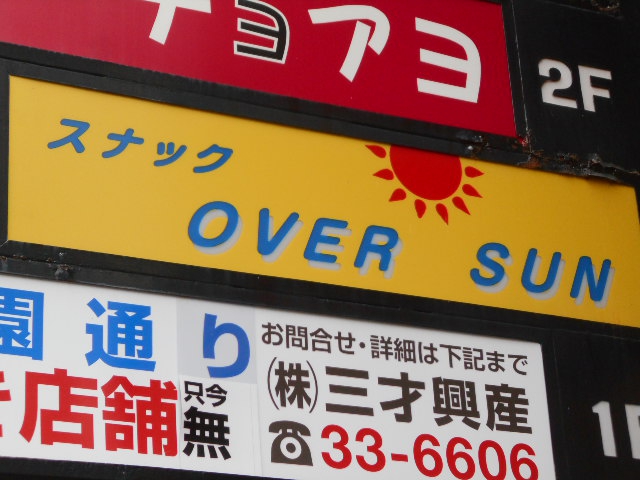 チョアヨ
2F
スナック
OVER SUN
園通り
店舗 只今無
お問合せ・詳細は下記まで
(株)三才興産
☎33-6606